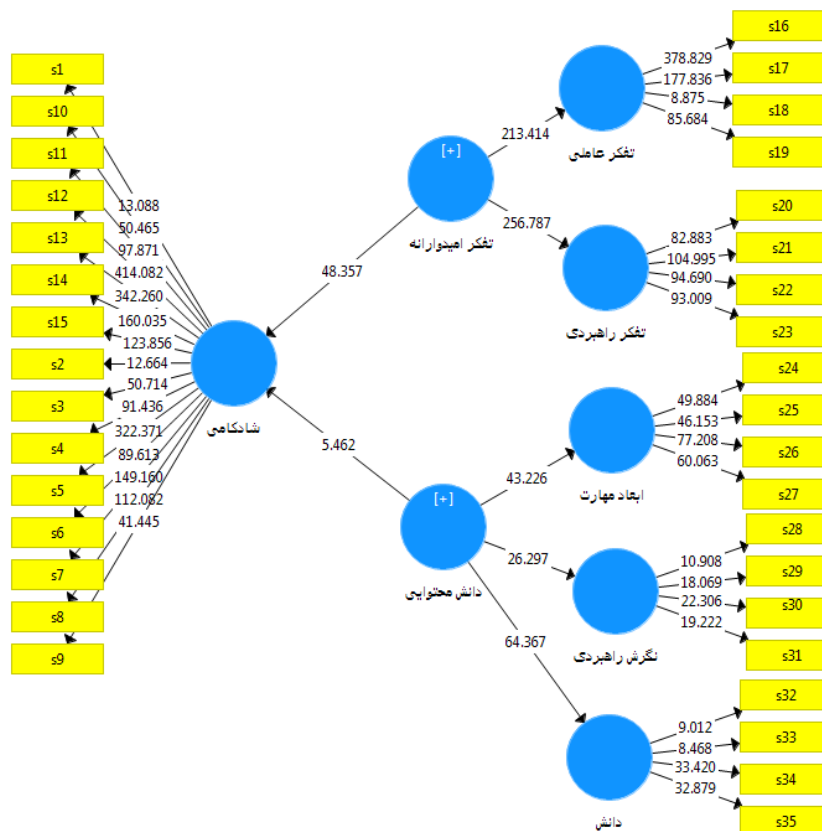 s1
s10
s11
s12
s13
s14
s15
s2
s3
s4
s5
s6
s7
s8
s9
13.088
50.465
97.871
414.082
342.260
160.035
123.856
12.664
50.714
91.436
322.371
89.613
149.160
112.082
41.445
شادکامی
48.357
5.462
[+]
تفکر امیدوارانه
[+]
دانش محتوایی
213.414
256.787
43.226
26.297
64.367
تفکر عاملی
378.829
177.836
8.875
85.684
s16
s17
s18
s19
تفکر راهبردی
82.883
104.995
94.690
93.009
s20
s21
s22
s23
ابعاد مهارت
49.884
46.153
77.208
60.063
s24
s25
s26
s27
نگرش راهبردی
10.908
18.069
22.306
19.222
s28
s29
s30
s31
دانش
9.012
8.468
33.420
32.879
s32
s33
s34
s35